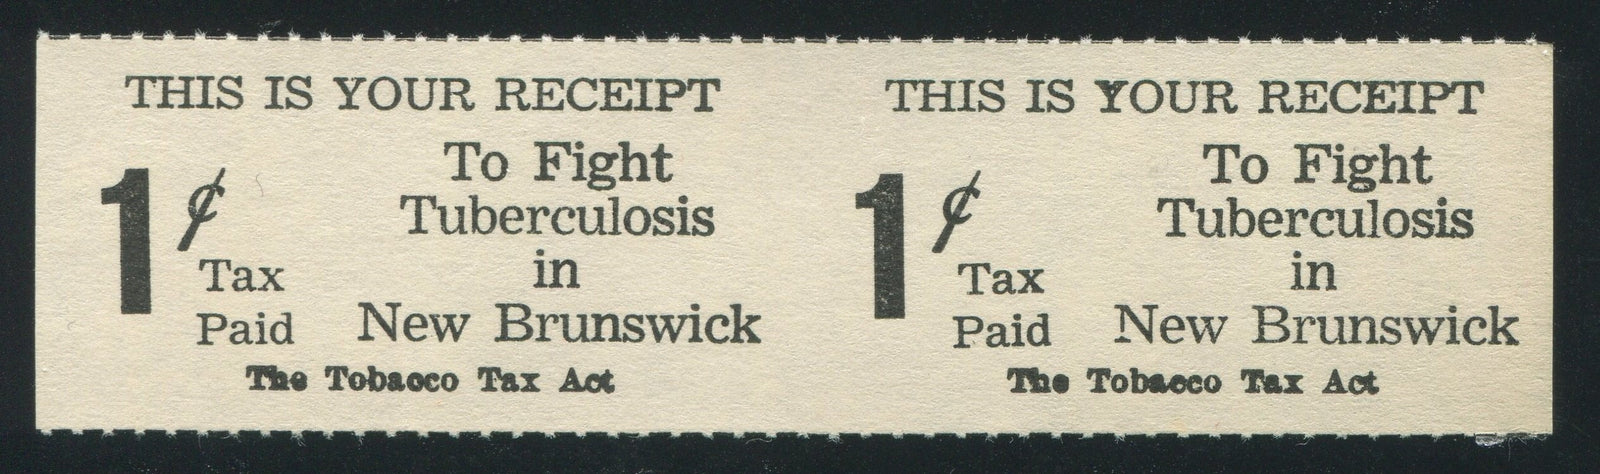 THIS IS YOUR RECEIPT
1¢
Tax
Paid
To Fight
Tuberculosis
in
New Brunswick
The Tobacco Tax Act
THIS IS YOUR RECEIPT
1¢
Tax
Paid
To Fight
Tuberculosis
in
New Brunswick
The Tobacco Tax Act